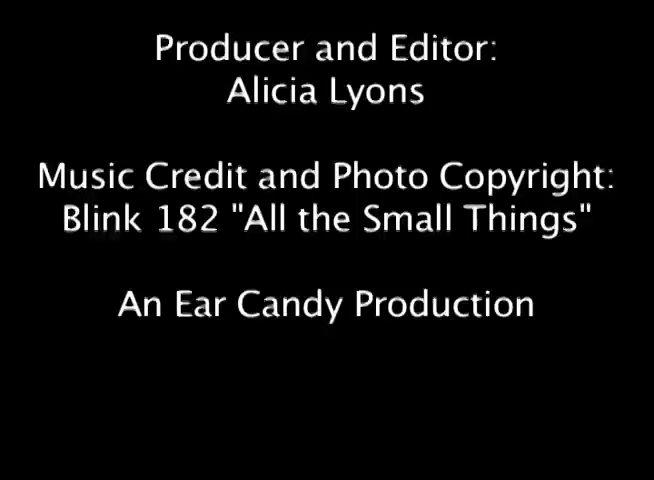 Producer and Editor:
Alicia Lyons
Music Credit and Photo Copyright:
Blink 182 "All the Small Things"
An Ear Candy Production